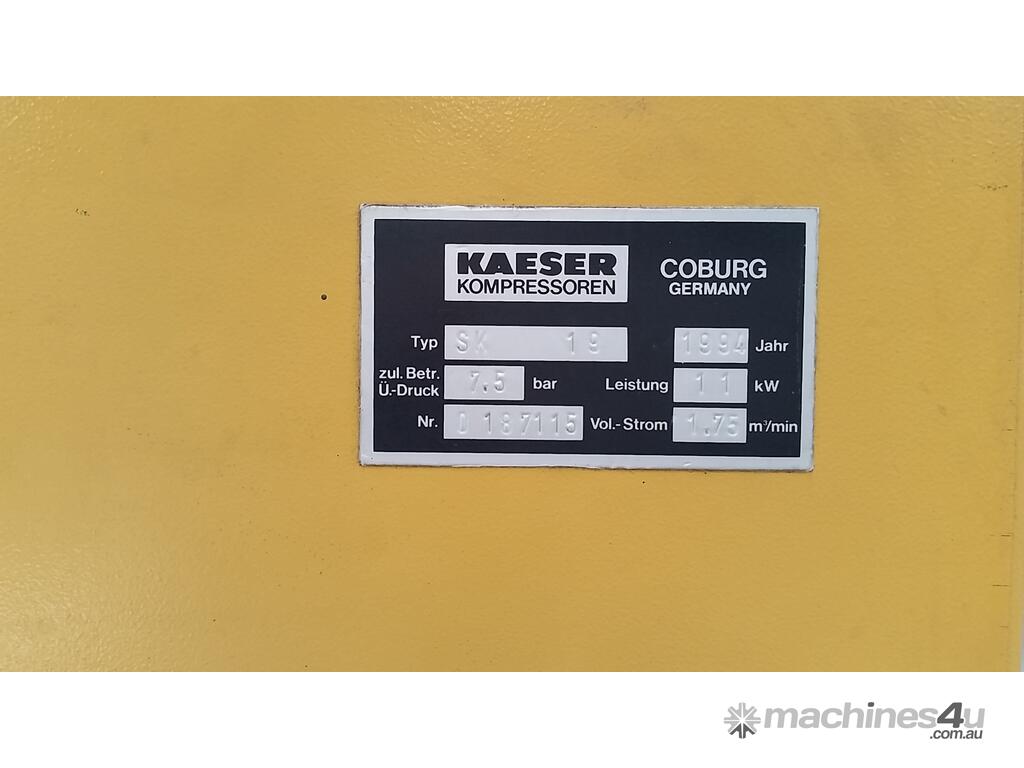 KAESER
KOMPRESSOREN
COBURG
GERMANY
Typ SK 19 1994 Jahr
zul. Betr.
Ü.-Druck 7.5 bar Leistung 11 kW
Nr. D 187115 Vol.-Strom 1.75 m³/min
machines4u
.com.au